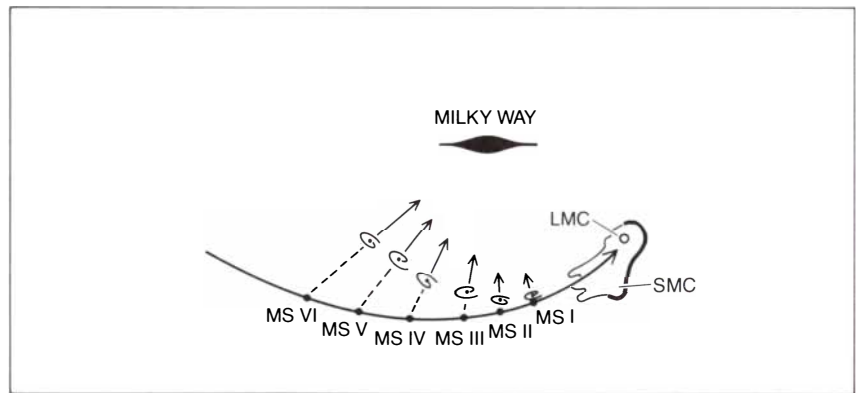 MILKY WAY
LMC
SMC
MS VI
MS V
MS IV
MS III
MS II
MS I